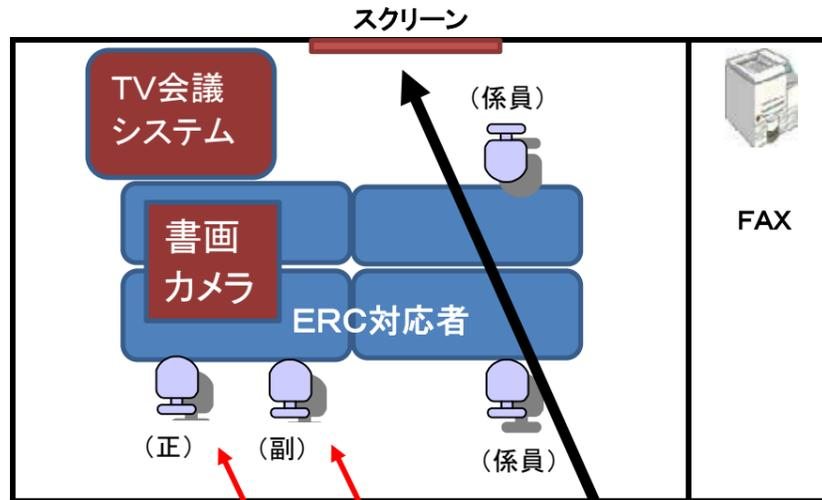 スクリーン
TV会議
システム
（係員）
書画
カメラ
FAX
ERC対応者
（正）
（副）
（係員）